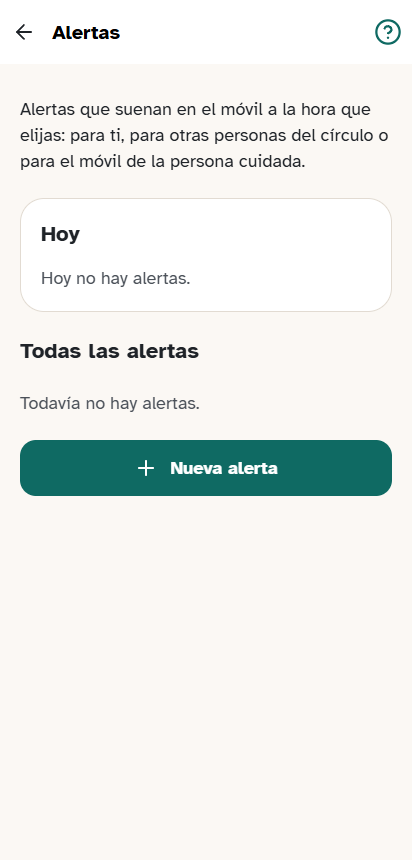 Alertas
Alertas que suenan en el móvil a la hora que
elijas: para ti, para otras personas del círculo o
para el móvil de la persona cuidada.
Hoy
Hoy no hay alertas.
Todas las alertas
Todavía no hay alertas.
Nueva alerta